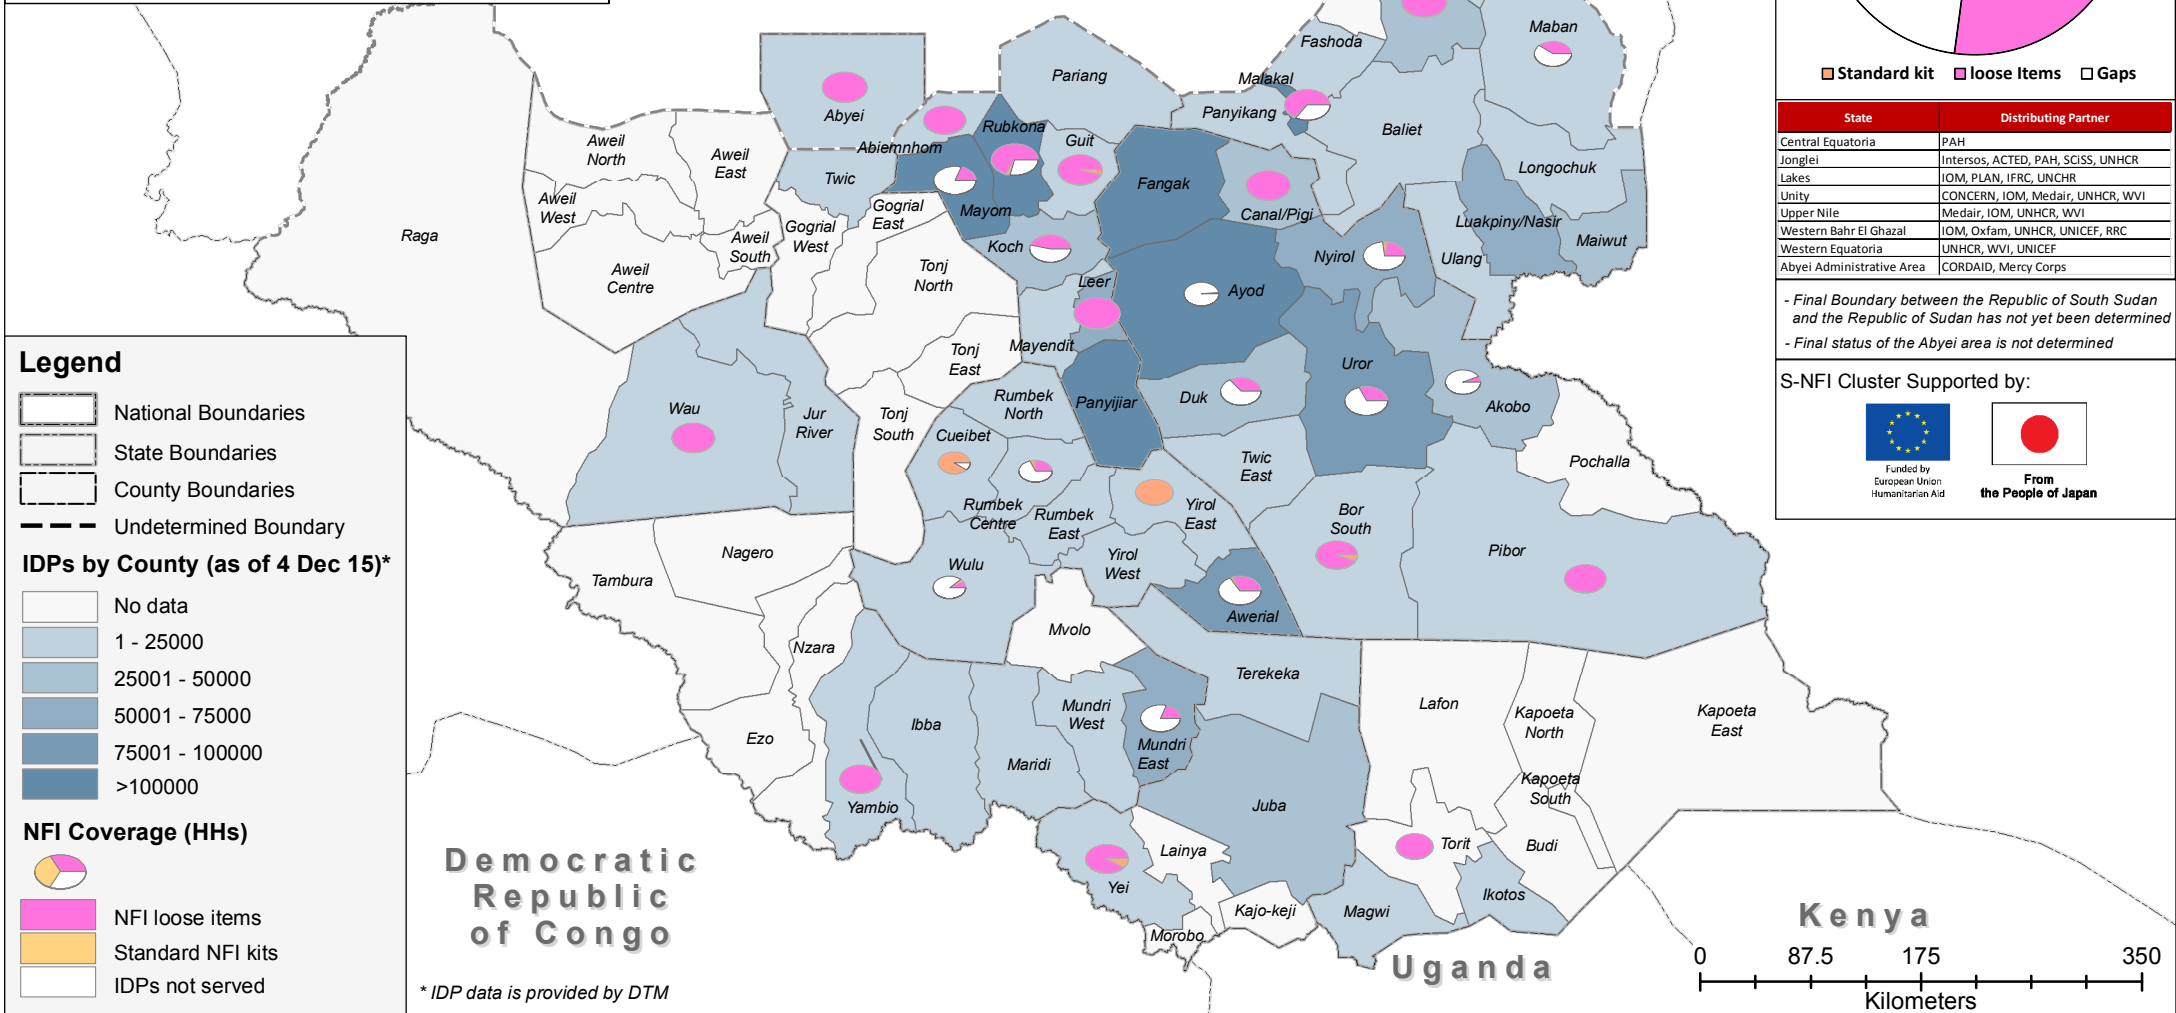 Standard kit loose Items Gaps
State Distributing Partner
Central Equatoria PAH
Jonglei Intersos, ACTED, PAH, SCiSS, UNHCR
Lakes IOM, PLAN, IFRC, UNCHR
Unity CONCERN, IOM, Medair, UNHCR, WVI
Upper Nile Medair, IOM, UNHCR, WVI
Western Bahr El Ghazal IOM, Oxfam, UNHCR, UNICEF, RRC
Western Equatoria UNHCR, WVI, UNICEF
Abyei Administrative Area CORDAID, Mercy Corps
- Final Boundary between the Republic of South Sudan
and the Republic of Sudan has not yet been determined
- Final status of the Abyei area is not determined
S-NFI Cluster Supported by:
Funded by
European Union
Humanitarian Aid
From
the People of Japan
Maban
Fashoda
Malakal
Pariang
Panyikang
Baliet
Abyei
Rubkona
Guit
Abiemnhom
Aweil
North
Aweil
East
Twic
Fangak
Longochuk
Aweil
West
Gogrial
East
Mayom
Canal/Pigi
Luakpiny/Nasir
Maiwut
Raga
Gogrial
West
Aweil
South
Koch
Nyirol
Ulang
Aweil
Centre
Tonj
North
Leer
Ayod
Mayendit
Tonj
East
Uror
Wau
Jur
River
Tonj
South
Rumbek
North
Panyijiar
Duk
Akobo
Cueibet
Pochalla
Twic
East
Rumbek
Centre
Rumbek
East
Yirol
East
Bor
South
Pibor
Nagero
Tambura
Wulu
Yirol
West
Awerial
Mvolo
Nzara
Terekeka
Lafon
Kapoeta
North
Kapoeta
East
Ezo
Ibba
Mundri
West
Mundri
East
Maridi
Kapoeta
South
Yambio
Juba
Lainya
Torit
Budi
Yei
Ikotos
Kajo-keji
Magwi
Morobo
Democratic
Republic
of Congo
Uganda
Kenya
Legend
National Boundaries
State Boundaries
County Boundaries
Undetermined Boundary
IDPs by County (as of 4 Dec 15)*
No data
1 - 25000
25001 - 50000
50001 - 75000
75001 - 100000
>100000
NFI Coverage (HHs)
NFI loose items
Standard NFI kits
IDPs not served
* IDP data is provided by DTM
0 87.5 175 350
Kilometers